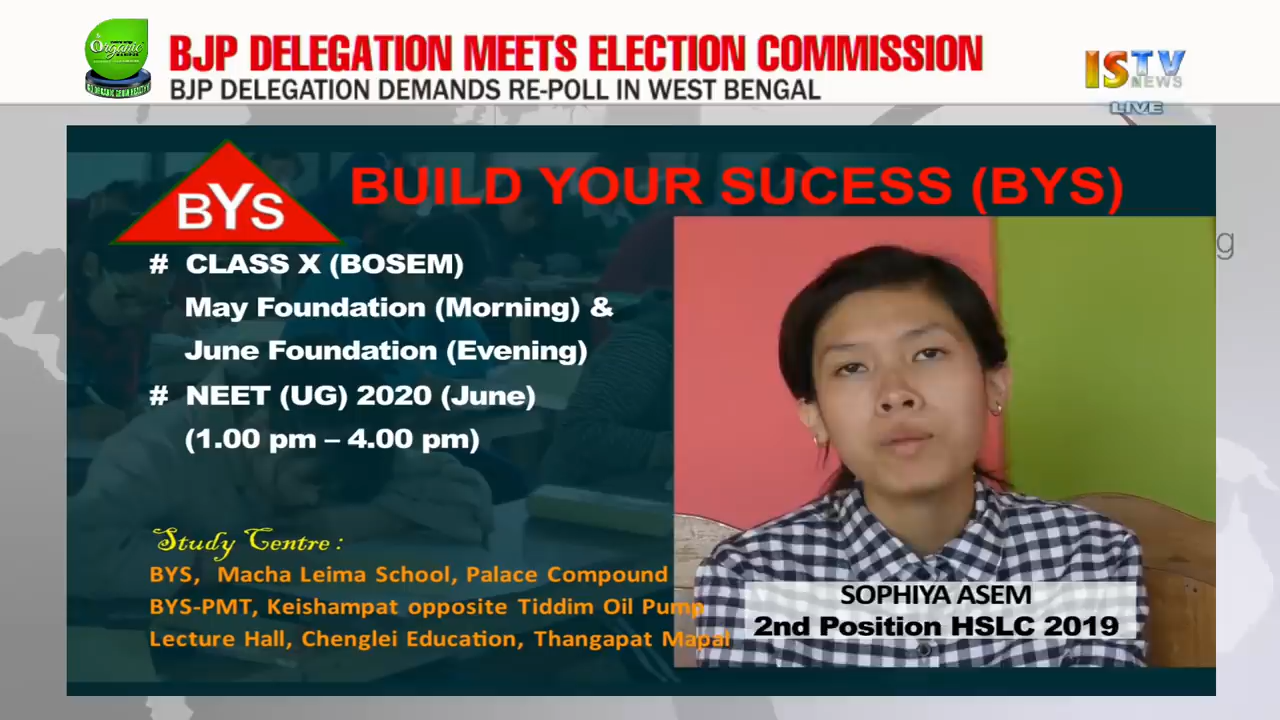 Organic
BJP DELEGATION MEETS ELECTION COMMISSION
BJP DELEGATION DEMANDS RE-POLL IN WEST BENGAL
ISTV
NEWS
LIVE
BYS
BUILD YOUR SUCESS (BYS)
# CLASS X (BOSEM)
May Foundation (Morning) &
June Foundation (Evening)
# NEET (UG) 2020 (June)
(1.00 pm – 4.00 pm)
g
Study Centre :
BYS, Macha Leima School, Palace Compound
BYS-PMT, Keishampat opposite Tiddim Oil Pump
Lecture Hall, Chenglei Education, Thangapat Mapal
SOPHIYA ASEM
2nd Position HSLC 2019